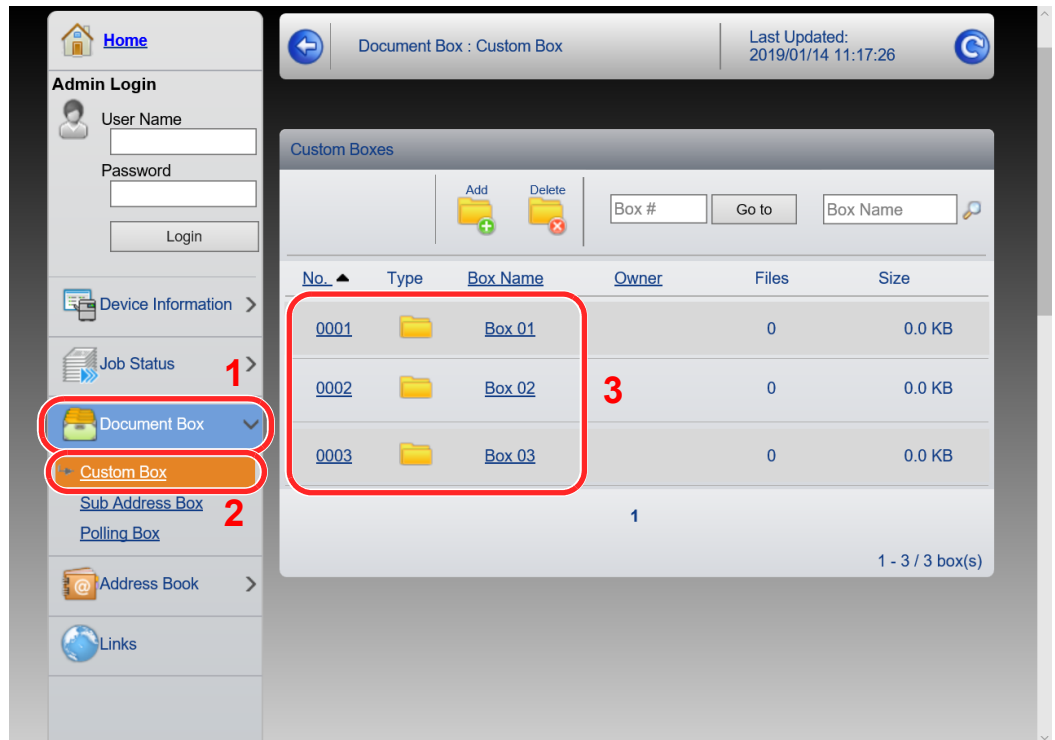 Home
Admin Login
User Name
Password
Login
Device Information
Job Status
1
Document Box
Custom Box
Sub Address Box
2
Polling Box
Address Book
Links
Document Box : Custom Box
Last Updated:
2019/01/14 11:17:26
Custom Boxes
Add Delete
Box # Go to Box Name
No. Type Box Name Owner Files Size
0001 Box 01 0 0.0 KB
0002 Box 02 3 0 0.0 KB
0003 Box 03 0 0.0 KB
1
1 - 3 / 3 box(s)